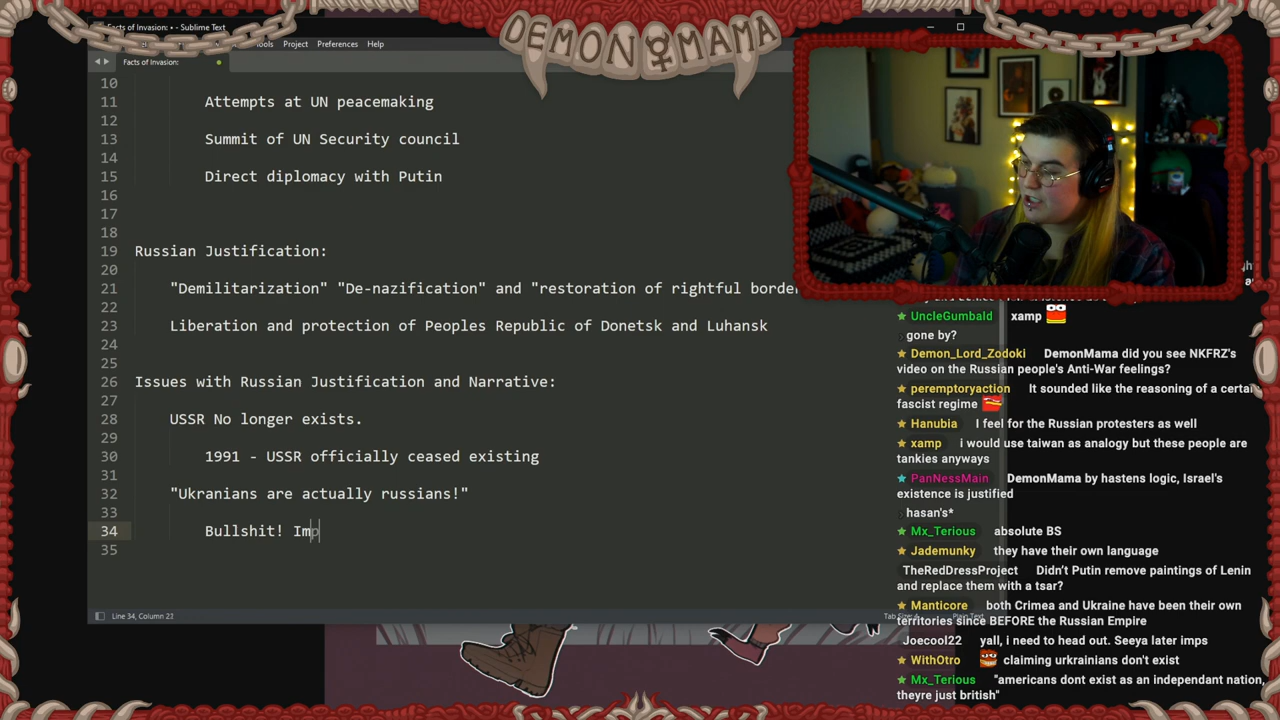 DEMON MAMA
Facts of Invasion: • - Sublime Text
Tools Project Preferences Help
Facts of Invasion:
10
11 Attempts at UN peacemaking
12
13 Summit of UN Security council
14
15 Direct diplomacy with Putin
16
17
18
19 Russian Justification:
20
21 "Demilitarization" "De-nazification" and "restoration of rightful border
22
23 Liberation and protection of Peoples Republic of Donetsk and Luhansk
24
25
26 Issues with Russian Justification and Narrative:
27
28 USSR No longer exists.
29
30 1991 - USSR officially ceased existing
31
32 "Ukranians are actually russians!"
33
34 Bullshit! Imp
35
Line 34, Column 23
UncleGumbald xamp
gone by?
Demon_Lord_Zodoki DemonMama did you see NKFRZ's
video on the Russian people's Anti-War feelings?
peremptoryaction It sounded like the reasoning of a certain
fascist regime
Hanubia I feel for the Russian protesters as well
xamp i would use taiwan as analogy but these people are
tankies anyways
PanNessMain DemonMama by hastens logic, Israel's
existence is justified
hasan's*
Mx_Terious absolute BS
Jademunky they have their own language
TheRedDressProject Didn't Putin remove paintings of Lenin
and replace them with a tsar?
Manticore both Crimea and Ukraine have been their own
territories since BEFORE the Russian Empire
Joecool22 yall, i need to head out. Seeya later imps
WithOtro claiming urkrainians don't exist
Mx_Terious "americans dont exist as an independant nation,
theyre just british"